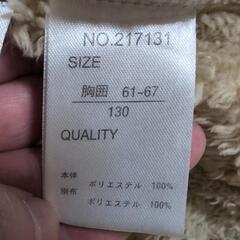 NO.217131
SIZE
胸囲 61-67
130
QUALITY
本体
ポリエステル 100%
別布
ポリエステル 100%